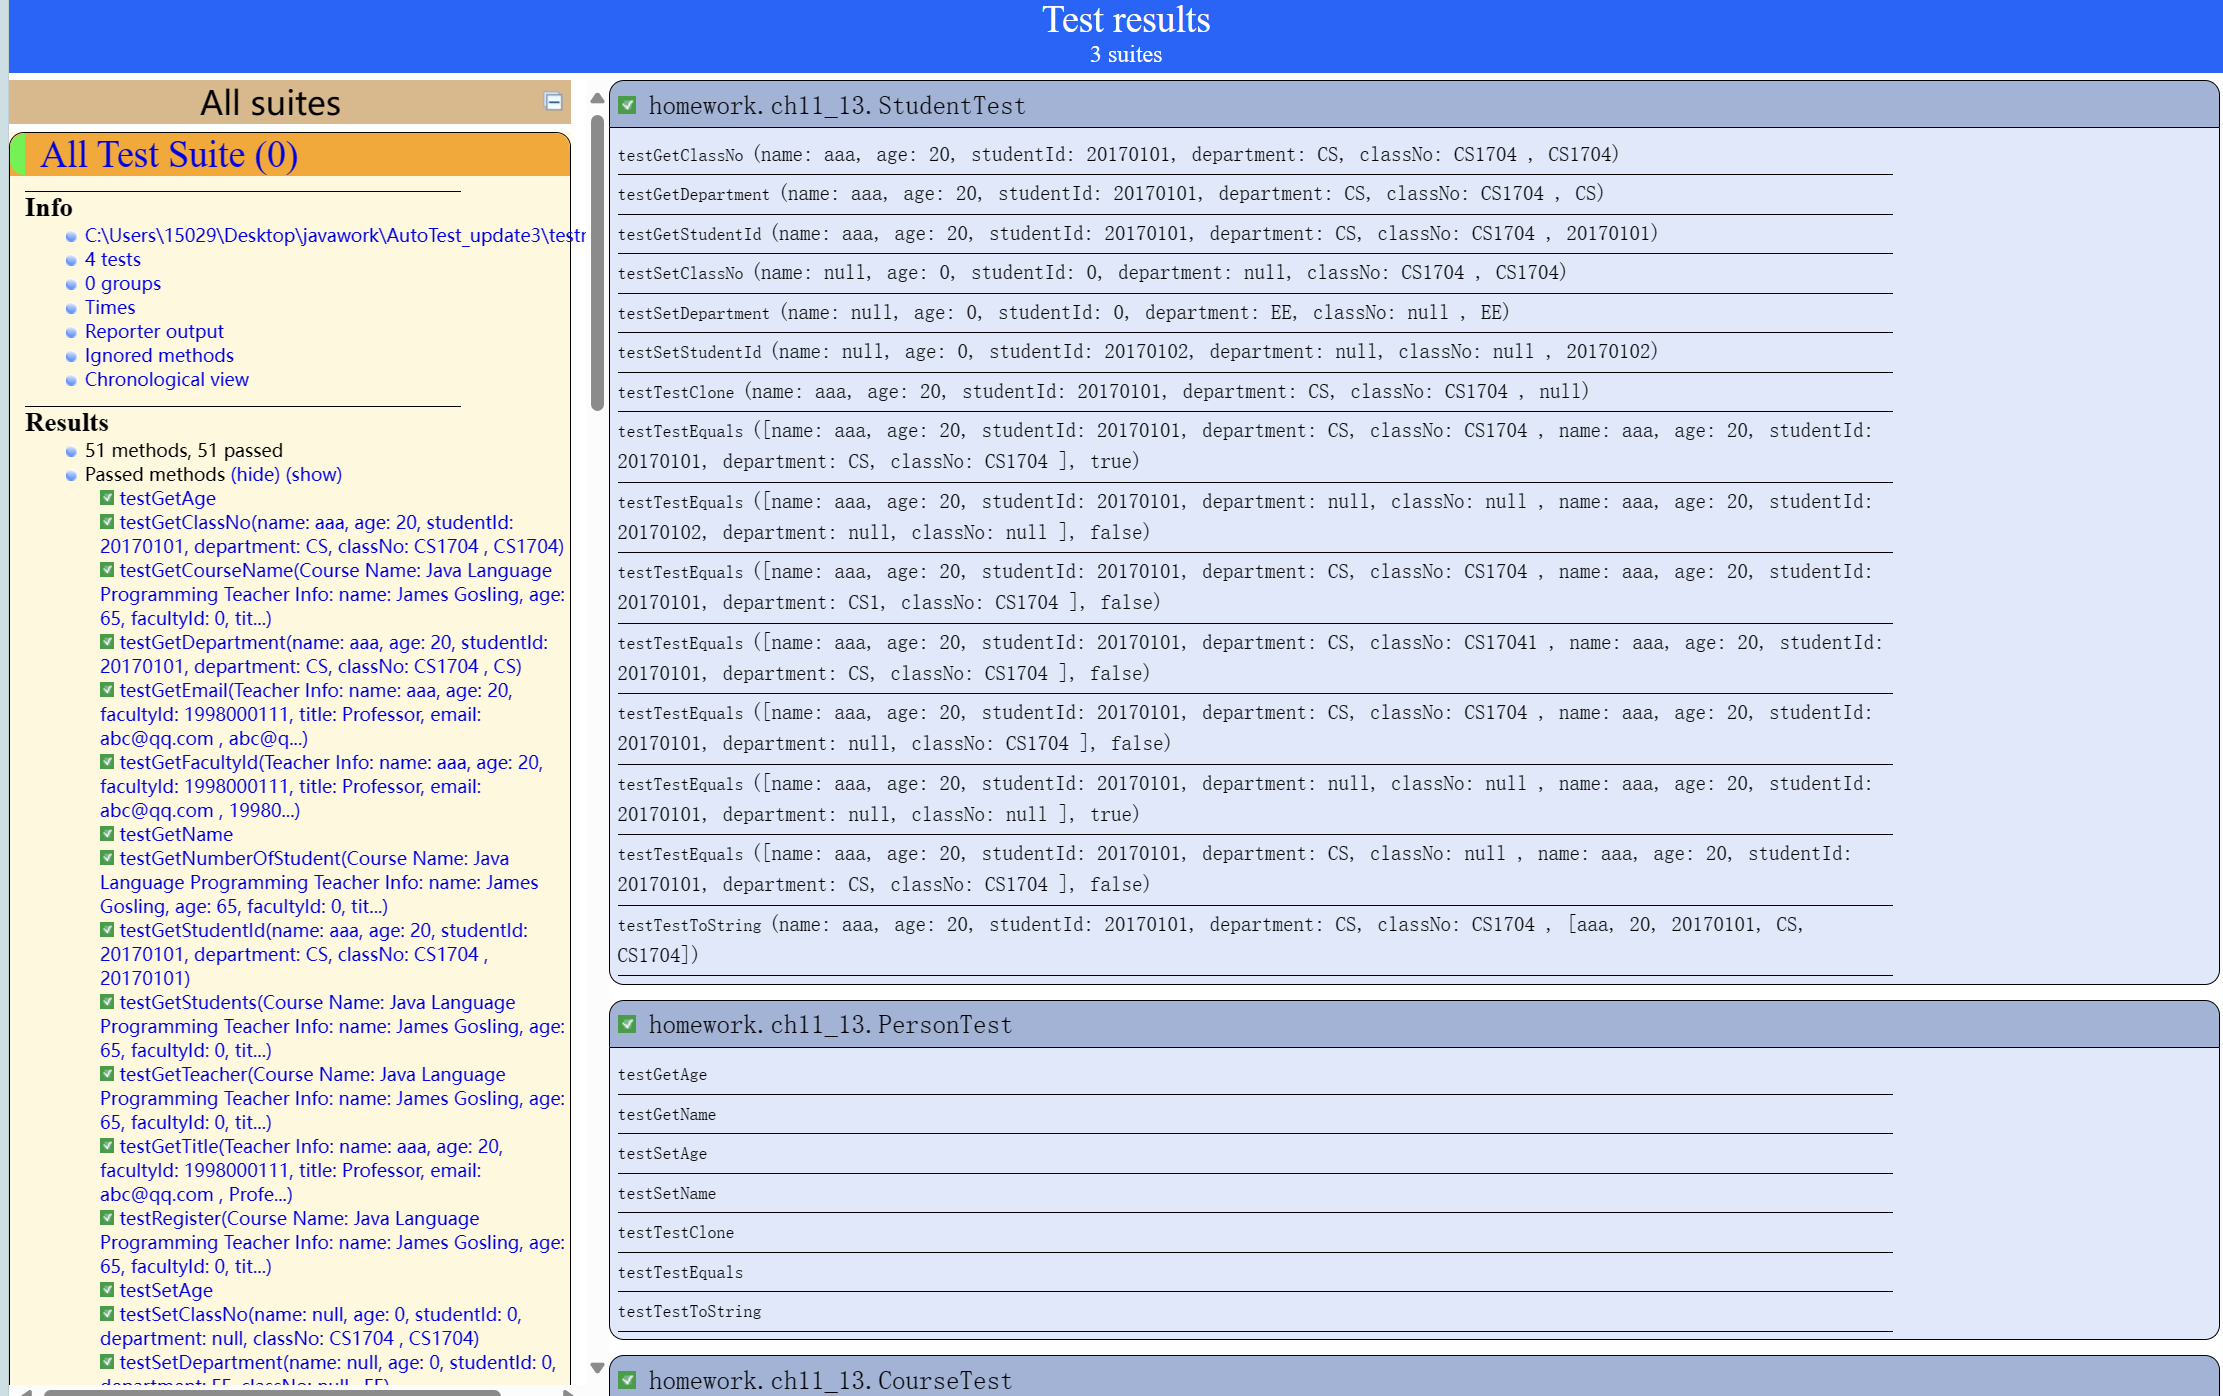 Test results
3 suites
All suites
All Test Suite (0)
Info
C:\Users\15029\Desktop\javawork\AutoTest_update3\testr
4 tests
0 groups
Times
Reporter output
Ignored methods
Chronological view
Results
51 methods, 51 passed
Passed methods (hide) (show)
testGetAge
testGetClassNo(name: aaa, age: 20, studentId:
20170101, department: CS, classNo: CS1704 , CS1704)
testGetCourseName(Course Name: Java Language
Programming Teacher Info: name: James Gosling, age:
65, facultyId: 0, tit...)
testGetDepartment(name: aaa, age: 20, studentId:
20170101, department: CS, classNo: CS1704 , CS)
testGetEmail(Teacher Info: name: aaa, age: 20,
facultyId: 1998000111, title: Professor, email:
abc@qq.com , abc@q...)
testGetFacultyId(Teacher Info: name: aaa, age: 20,
facultyId: 1998000111, title: Professor, email:
abc@qq.com , 19980...)
testGetName
testGetNumberOfStudent(Course Name: Java
Language Programming Teacher Info: name: James
Gosling, age: 65, facultyId: 0, tit...)
testGetStudentId(name: aaa, age: 20, studentId:
20170101, department: CS, classNo: CS1704 ,
20170101)
testGetStudents(Course Name: Java Language
Programming Teacher Info: name: James Gosling, age:
65, facultyId: 0, tit...)
testGetTeacher(Course Name: Java Language
Programming Teacher Info: name: James Gosling, age:
65, facultyId: 0, tit...)
testGetTitle(Teacher Info: name: aaa, age: 20,
facultyId: 1998000111, title: Professor, email:
abc@qq.com , Profe...)
testRegister(Course Name: Java Language
Programming Teacher Info: name: James Gosling, age:
65, facultyId: 0, tit...)
testSetAge
testSetClassNo(name: null, age: 0, studentId: 0,
department: null, classNo: CS1704 , CS1704)
testSetDepartment(name: null, age: 0, studentId: 0,
department: EE, classNo: null , EE)
homework.ch11_13.StudentTest
testGetClassNo (name: aaa, age: 20, studentId: 20170101, department: CS, classNo: CS1704 , CS1704)
testGetDepartment (name: aaa, age: 20, studentId: 20170101, department: CS, classNo: CS1704 , CS)
testGetStudentId (name: aaa, age: 20, studentId: 20170101, department: CS, classNo: CS1704 , 20170101)
testSetClassNo (name: null, age: 0, studentId: 0, department: null, classNo: CS1704 , CS1704)
testSetDepartment (name: null, age: 0, studentId: 0, department: EE, classNo: null , EE)
testSetStudentId (name: null, age: 0, studentId: 20170102, department: null, classNo: null , 20170102)
testTestClone (name: aaa, age: 20, studentId: 20170101, department: CS, classNo: CS1704 , null)
testTestEquals ([name: aaa, age: 20, studentId: 20170101, department: CS, classNo: CS1704 , name: aaa, age: 20, studentId:
20170101, department: CS, classNo: CS1704 ], true)
testTestEquals ([name: aaa, age: 20, studentId: 20170101, department: null, classNo: null , name: aaa, age: 20, studentId:
20170102, department: null, classNo: null ], false)
testTestEquals ([name: aaa, age: 20, studentId: 20170101, department: CS, classNo: CS1704 , name: aaa, age: 20, studentId:
20170101, department: CS1, classNo: CS1704 ], false)
testTestEquals ([name: aaa, age: 20, studentId: 20170101, department: CS, classNo: CS17041 , name: aaa, age: 20, studentId:
20170101, department: CS, classNo: CS1704 ], false)
testTestEquals ([name: aaa, age: 20, studentId: 20170101, department: CS, classNo: CS1704 , name: aaa, age: 20, studentId:
20170101, department: null, classNo: CS1704 ], false)
testTestEquals ([name: aaa, age: 20, studentId: 20170101, department: null, classNo: null , name: aaa, age: 20, studentId:
20170101, department: null, classNo: null ], true)
testTestEquals ([name: aaa, age: 20, studentId: 20170101, department: CS, classNo: null , name: aaa, age: 20, studentId:
20170101, department: CS, classNo: CS1704 ], false)
testTestToString (name: aaa, age: 20, studentId: 20170101, department: CS, classNo: CS1704 , [aaa, 20, 20170101, CS,
CS1704])
homework.ch11_13.PersonTest
testGetAge
testGetName
testSetAge
testSetName
testTestClone
testTestEquals
testTestToString
homework.ch11_13.CourseTest